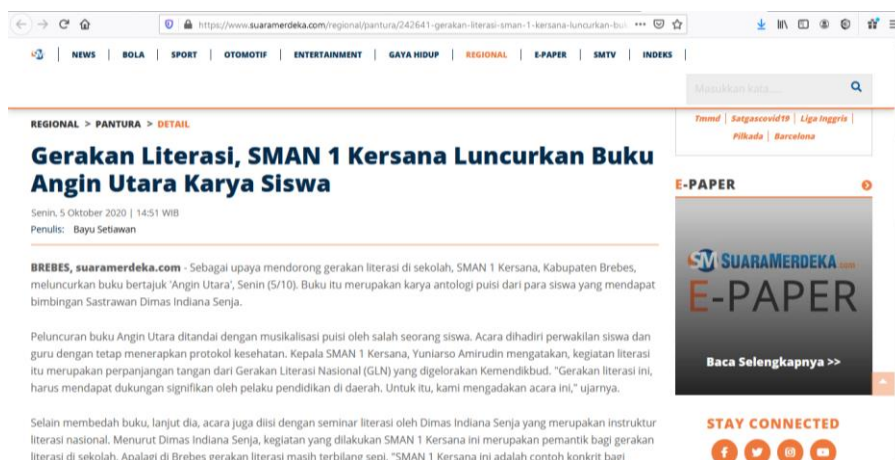 https://www.suaramerdeka.com/regional/pantura/242641-gerakan-literasi-sman-1-kersana-luncurkan-buk
NEWS | BOLA | SPORT | OTOMOTIF | ENTERTAINMENT | GAYA HIDUP | REGIONAL | E-PAPER | SMTV | INDEKS |
Masukkan kata.....
REGIONAL > PANTURA > DETAIL
Gerakan Literasi, SMAN 1 Kersana Luncurkan Buku
Angin Utara Karya Siswa
Senin, 5 Oktober 2020 | 14:51 WIB
Penulis: Bayu Setiawan
BREBES, suaramerdeka.com - Sebagai upaya mendorong gerakan literasi di sekolah, SMAN 1 Kersana, Kabupaten Brebes,
meluncurkan buku bertajuk 'Angin Utara', Senin (5/10). Buku itu merupakan karya antologi puisi dari para siswa yang mendapat
bimbingan Sastrawan Dimas Indiana Senja.
Peluncuran buku Angin Utara ditandai dengan musikalisasi puisi oleh salah seorang siswa. Acara dihadiri perwakilan siswa dan
guru dengan tetap menerapkan protokol kesehatan. Kepala SMAN 1 Kersana, Yuniarso Amirudin mengatakan, kegiatan literasi
itu merupakan perpanjangan tangan dari Gerakan Literasi Nasional (GLN) yang digelorakan Kemendikbud. "Gerakan literasi ini,
harus mendapat dukungan signifikan oleh pelaku pendidikan di daerah. Untuk itu, kami mengadakan acara ini," ujarnya.
Selain membedah buku, lanjut dia, acara juga diisi dengan seminar literasi oleh Dimas Indiana Senja yang merupakan instruktur
literasi nasional. Menurut Dimas Indiana Senja, kegiatan yang dilakukan SMAN 1 Kersana ini merupakan pemantik bagi gerakan
literasi di sekolah. Apalagi di Brebes gerakan literasi masih terbilang sepi. "SMAN 1 Kersana ini adalah contoh konkrit bagi
Tmmd | Satgascovid19 | Liga Inggris |
Pilkada | Barcelona
E-PAPER
SM SUARAMERDEKA.com
E-PAPER
Baca Selengkapnya >>
STAY CONNECTED